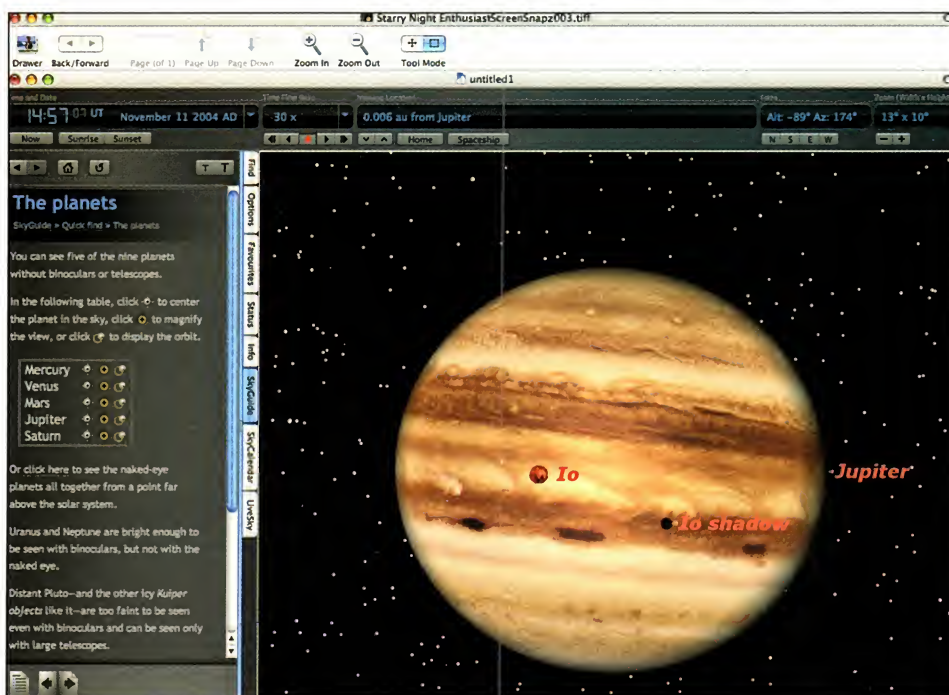 Starry Night EnthusiastScreenSnapz003.tiff
Drawer Back/Forward Page (of 1) Page Up Page Down Zoom In Zoom Out Tool Mode
untitled1
14:57 UT November 11 2004 AD 30 x 0.006 au from Jupiter Alt: -89° Az: 174° 13° x 10°
Now Sunrise Sunset Home Spaceship N S E W
Find
Options
Favourites
Status
Info
SkyGuide
SkyCalendar
LiveSky
The planets
SkyGuide » Quick find » The planets
You can see five of the nine planets
without binoculars or telescopes.
In the following table, click to center
the planet in the sky, click to magnify
the view, or click to display the orbit.
Mercury
Venus
Mars
Jupiter
Saturn
Or click here to see the naked-eye
planets all together from a point far
above the solar system.
Uranus and Neptune are bright enough to
be seen with binoculars, but not with the
naked eye.
Distant Pluto—and the other icy Kuiper
objects like it—are too faint to be seen
even with binoculars and can be seen only
with large telescopes.
Io
Jupiter
Io shadow